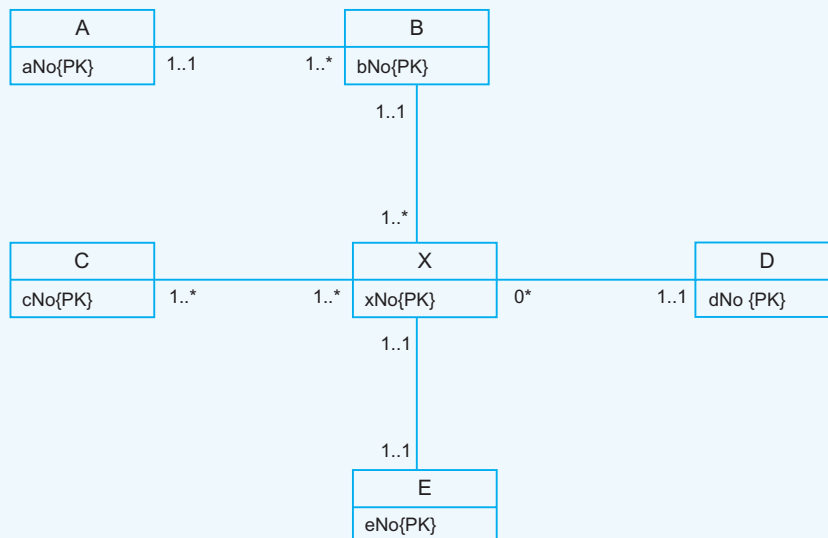 A
B
aNo{PK}
1..1
1..*
bNo{PK}
1..1
1..*
C
X
D
cNo{PK}
1..*
1..*
xNo{PK}
0*
1..1
dNo {PK}
1..1
1..1
E
eNo{PK}